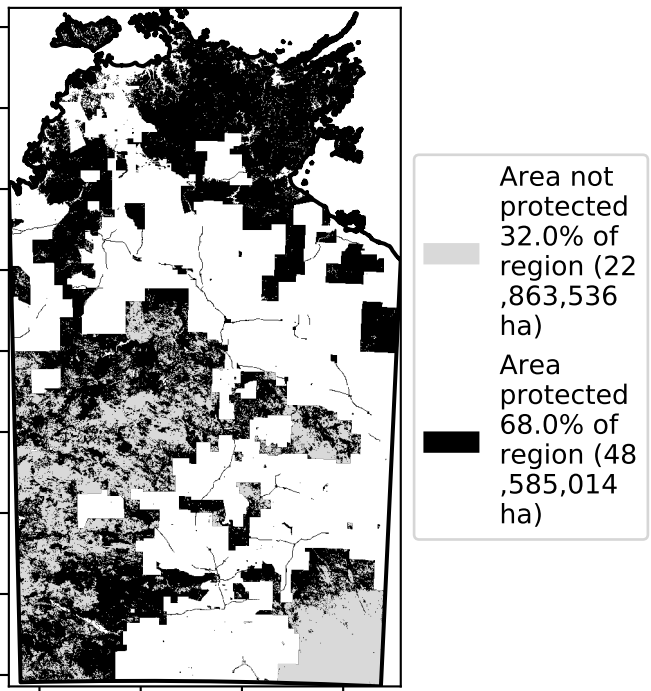 Area not
protected
32.0% of
region (22
,863,536
ha)
Area
protected
68.0% of
region (48
,585,014
ha)